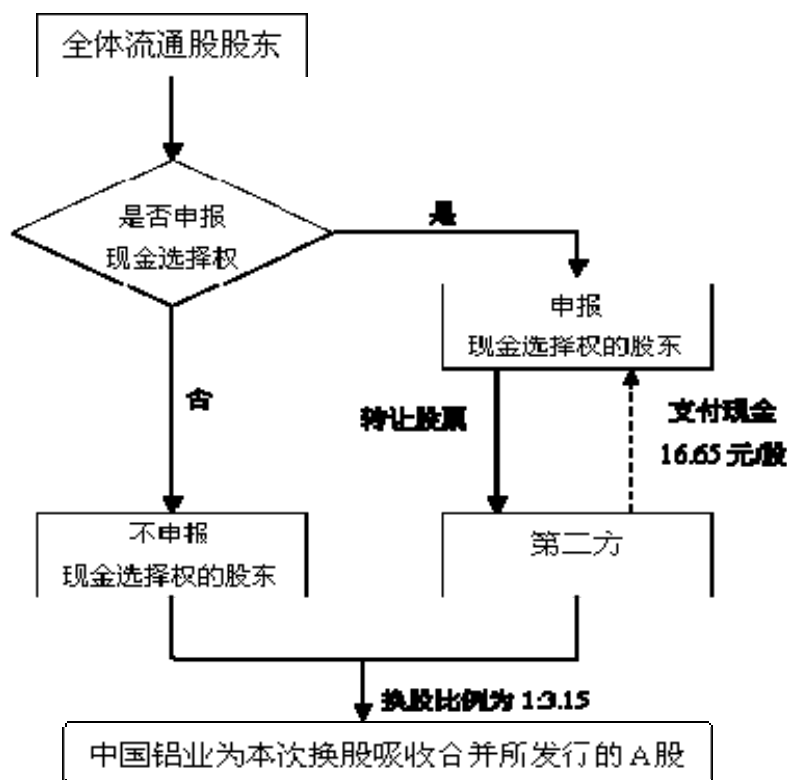 全体流通股股东
是否申报
现金选择权
是
申报
现金选择权的股东
否
转让股票
支付现金
16.65 元/股
不申报
现金选择权的股东
第二方
换股比例为 1:3.15
中国铝业为本次换股吸收合并所发行的 A 股